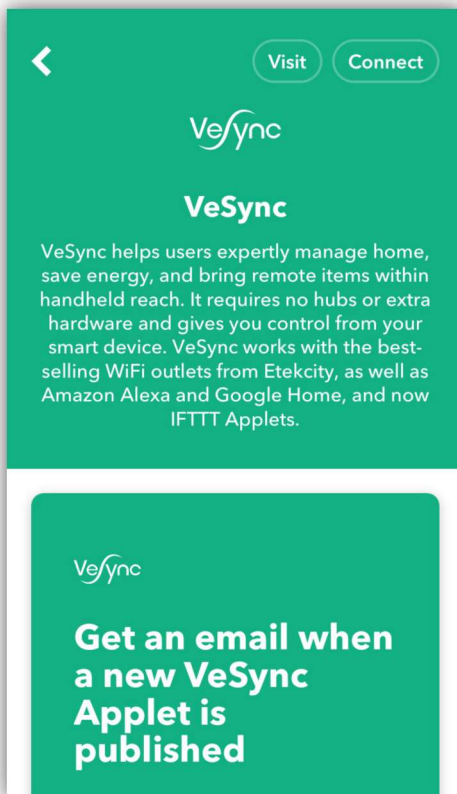 Visit Connect
VeSync
VeSync
VeSync helps users expertly manage home,
save energy, and bring remote items within
handheld reach. It requires no hubs or extra
hardware and gives you control from your
smart device. VeSync works with the best-
selling WiFi outlets from Etekcity, as well as
Amazon Alexa and Google Home, and now
IFTTT Applets.
VeSync
Get an email when
a new VeSync
Applet is
published